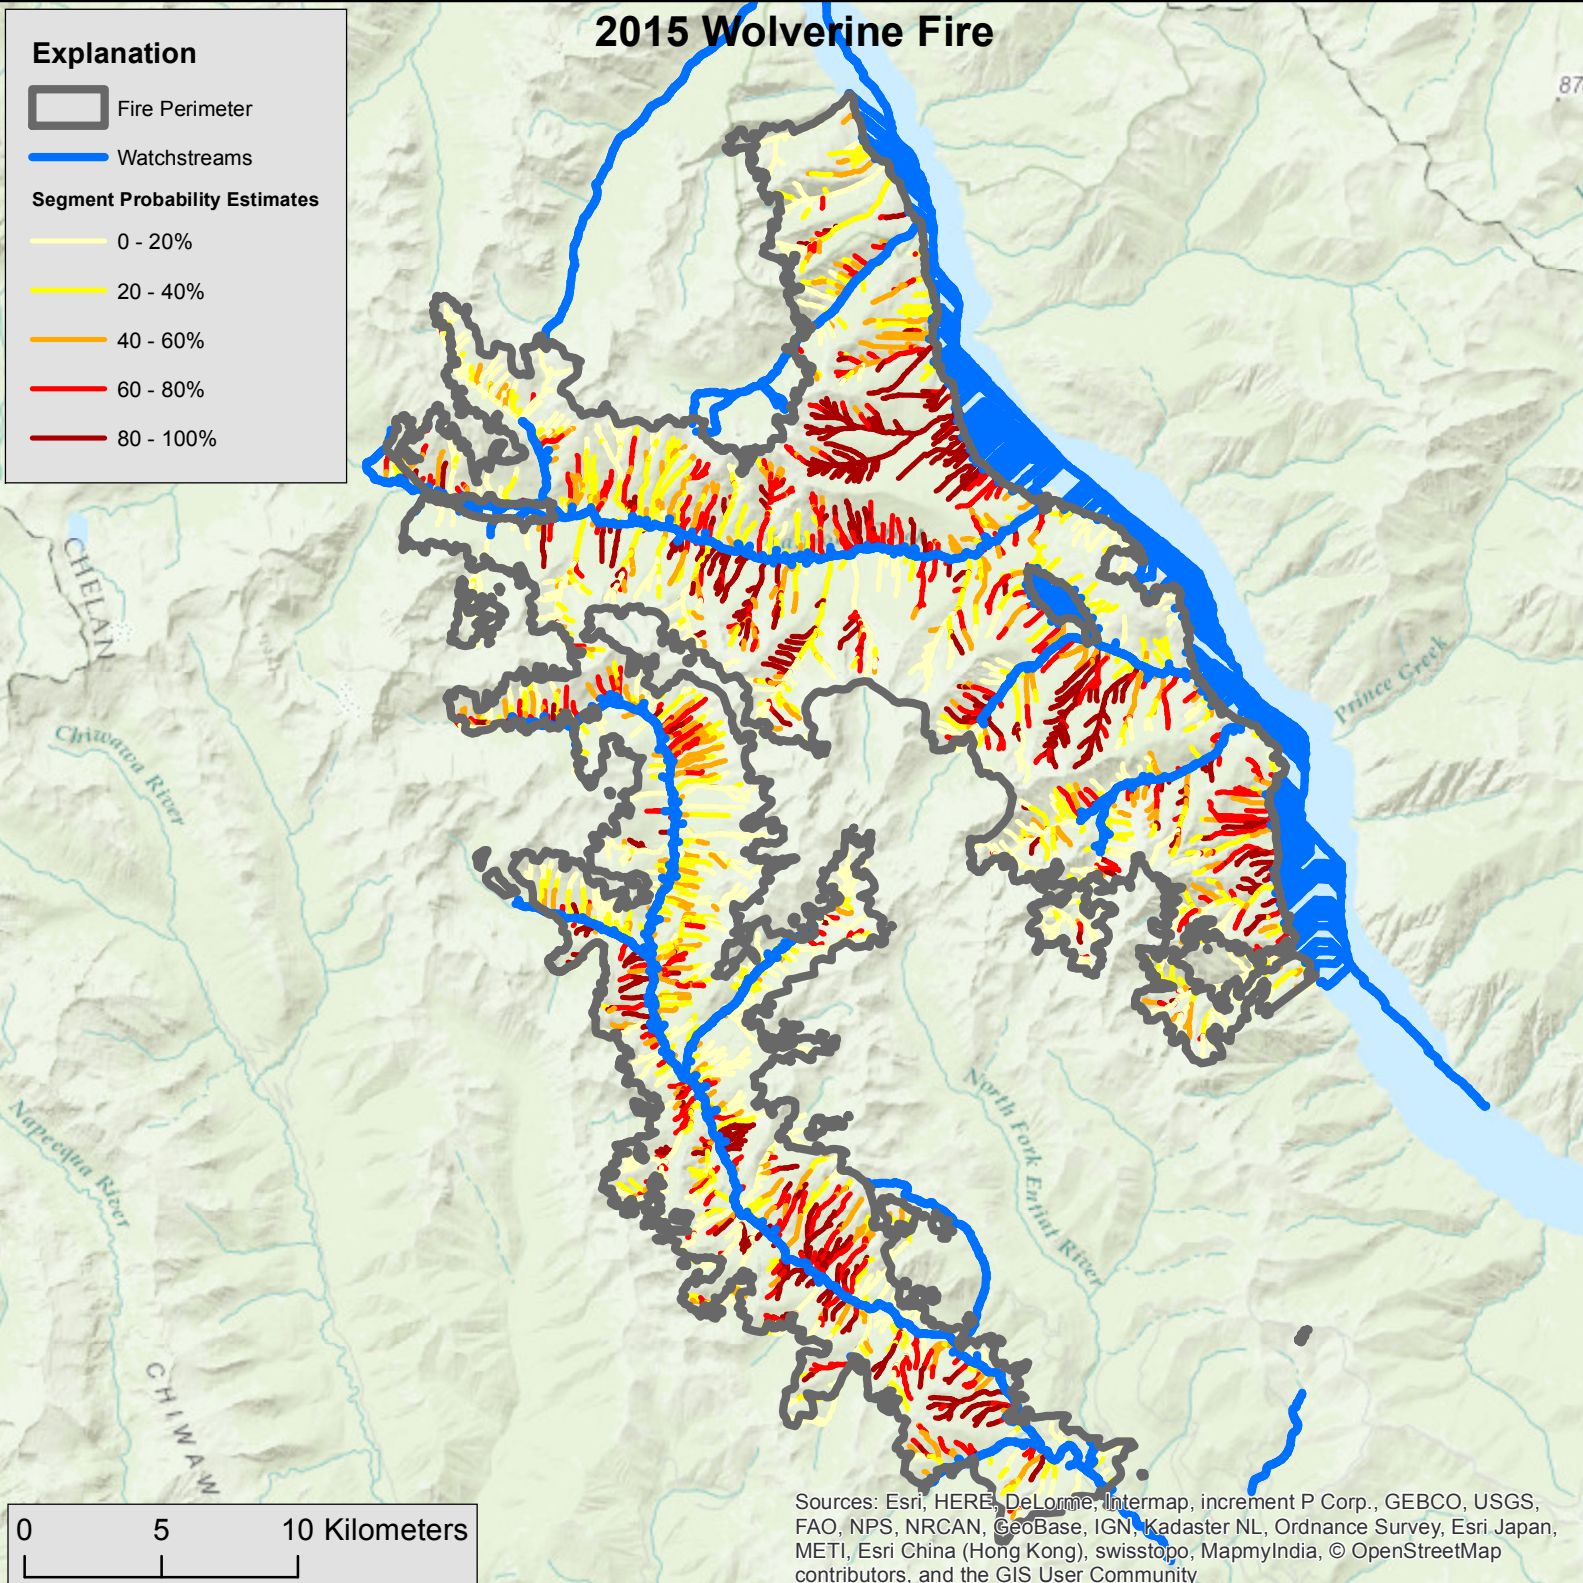 2015 Wolverine Fire
Explanation
Fire Perimeter
Watchstreams
Segment Probability Estimates
0 - 20%
20 - 40%
40 - 60%
60 - 80%
80 - 100%
CHELAN
Chiwawa River
Prince Creek
Napeequa River
North Fork Entiat River
CHIWAW
0 5 10 Kilometers
Sources: Esri, HERE, DeLorme, Intermap, increment P Corp., GEBCO, USGS,
FAO, NPS, NRCAN, GeoBase, IGN, Kadaster NL, Ordnance Survey, Esri Japan,
METI, Esri China (Hong Kong), swisstopo, MapmyIndia, © OpenStreetMap
contributors, and the GIS User Community